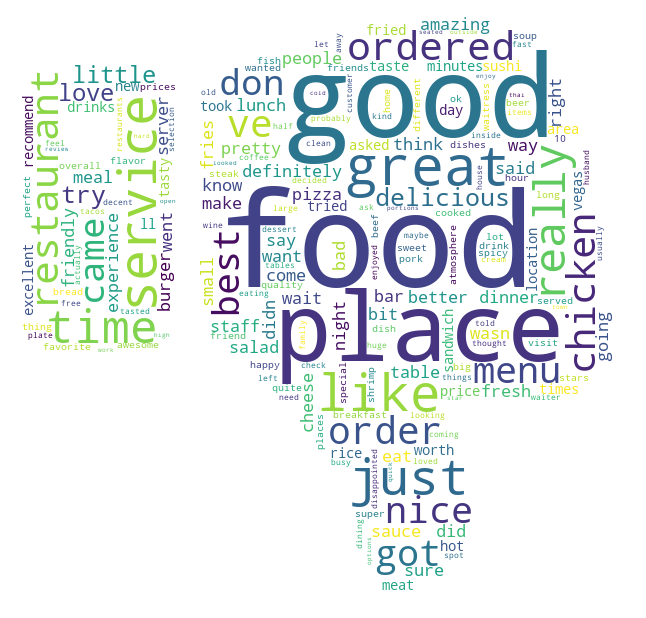 amazing
ordered
little
love
new
prices
drinks
recommend
restaurant
service
don
good
people
fried
taste
minutes
sushi
soup
let
away
outside
fast
seated
enjoy
fish
wanted
friends
took
lunch
ve
fries
pretty
asked
think
day
ok
beer
thai
items
waitress
different
home
kind
customer
probably
cold
clean
half
old
right
area
10
way
dishes
inside
server
selection
hard
restaurants
feel
review
overall
flavor
tasty
perfect
meal
try
tacos
decent
open
ll
friendly
actually
came
experience
burger
went
excellent
bread
free
tasted
high
thing
plate
time
favorite
awesome
work
coffee
steak
cooked
definitely
great
said
hour
house
really
long
vegas
husband
usually
know
decided
make
pizza
tried
delicious
large
ask
portions
beef
cooked
lot
drink
spicy
cream
location
wine
dessert
say
bad
enjoyed
maybe
sweet
pork
atmosphere
food
best
small
want
tables
quality
come
eating
wait
bar
better
dinner
served
time
chicken
going
staff
didn
night
bit
wasn
told
thought
visit
friend
salad
family
dish
huge
place
sandwich
big
menu
stars
times
happy
check
special
shrimp
table
things
waiter
left
quite
need
cheese
like
price
fresh
star
places
breakfast
looking
order
coming
busy
rice
eat
worth
loved
disappointed
just
quick
super
nice
dining
sauce
did
options
got
hot
spot
sure
meat